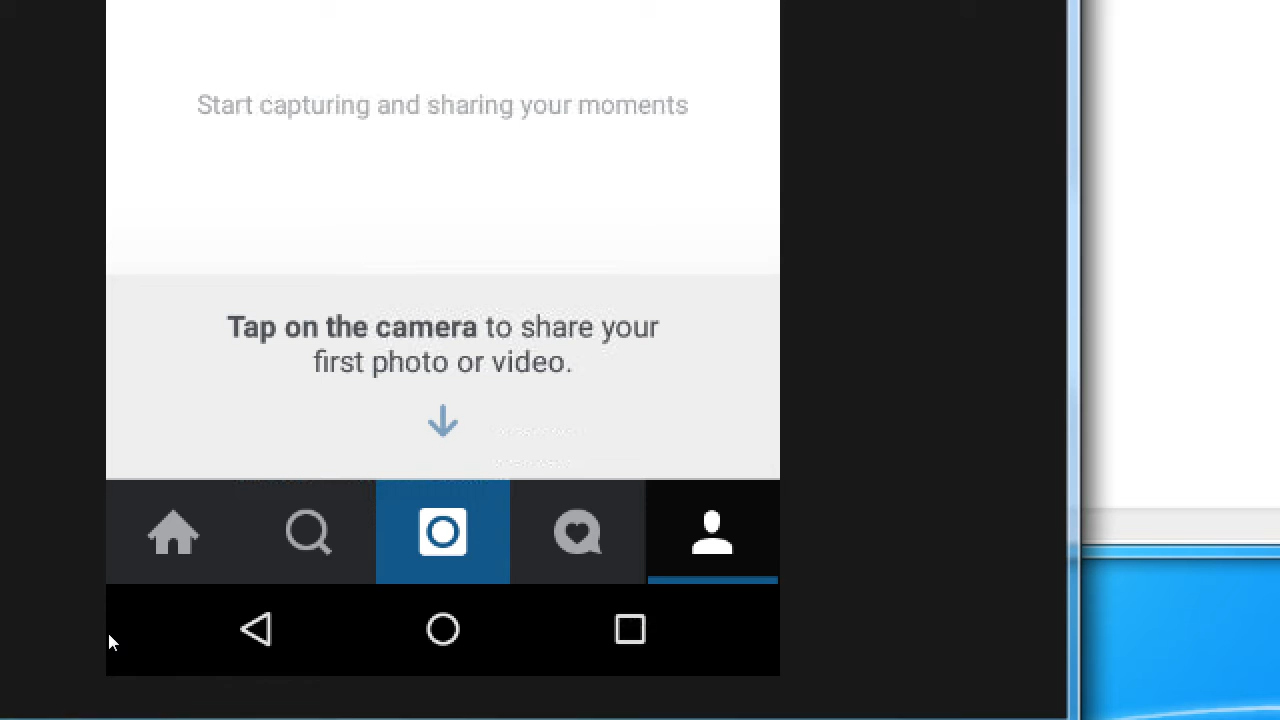 Start capturing and sharing your moments
Tap on the camera to share your
first photo or video.